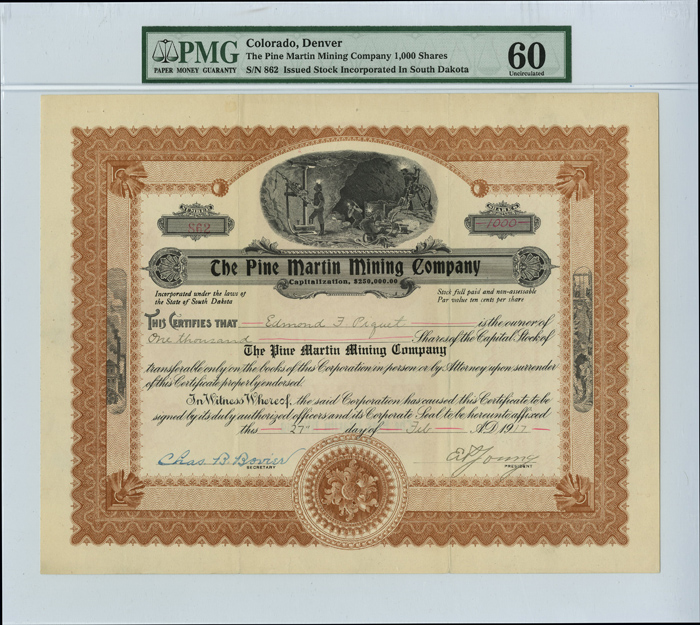 PMG
PAPER MONEY GUARANTY
Colorado, Denver
The Pine Martin Mining Company 1,000 Shares
S/N 862 Issued Stock Incorporated In South Dakota
60
Uncirculated
NUMBER
862
SHARES
1000
The Pine Martin Mining Company
Capitalization, $250,000.00
Incorporated under the laws of
the State of South Dakota
Stock full paid and non-assessable
Par value ten cents per share
THIS CERTIFIES THAT Edmond F. Piquet is the owner of
One thousand Shares of the Capital Stock of
The Pine Martin Mining Company
transferable only on the books of this Corporation in person or by Attorney upon surrender
of this Certificate properly endorsed.
In Witness Whereof, the said Corporation has caused this Certificate to be
signed by its duly authorized officers and its Corporate Seal to be hereunto affixed
this 27" day of Feb A.D. 1917
Chas B. Bovier
SECRETARY
Young
PRESIDENT